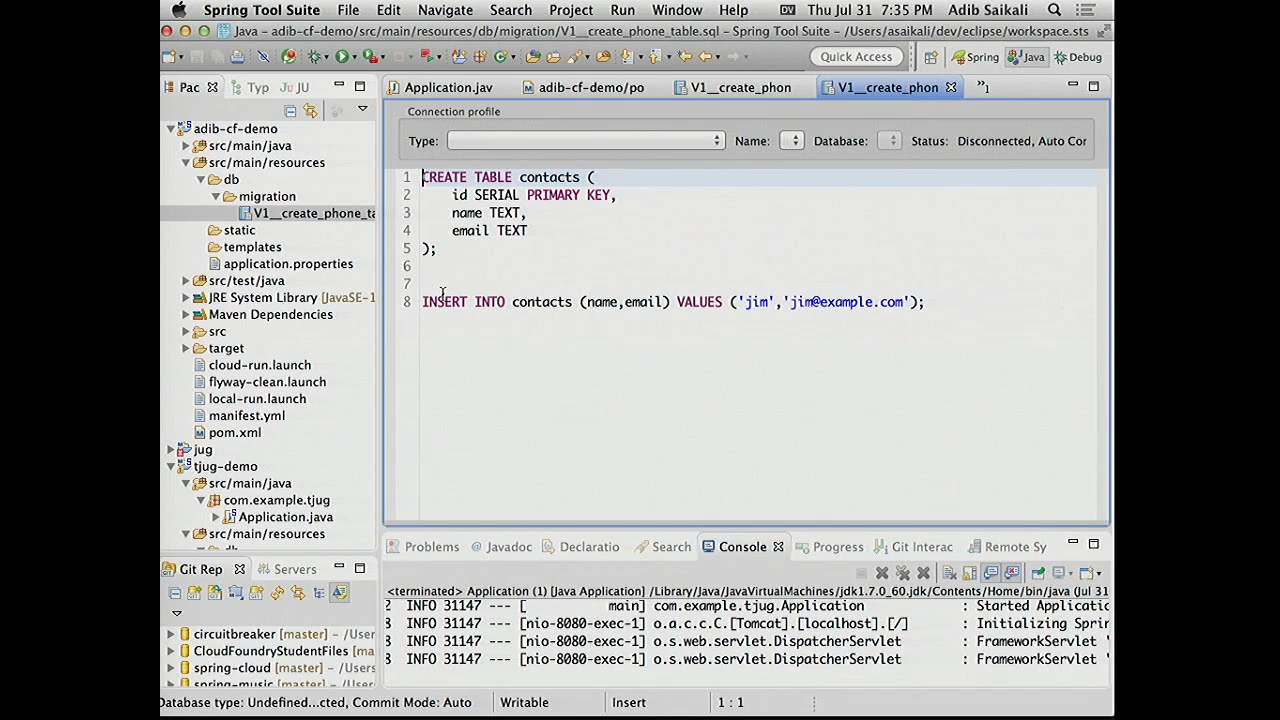 Spring Tool Suite File Edit Navigate Search Project Run Window Help Thu Jul 31 7:35 PM Adib Saikali
Java – adib-cf-demo/src/main/resources/db/migration/V1__create_phone_table.sql – Spring Tool Suite – /Users/asaikali/dev/eclipse/workspace.sts
Quick Access Spring Java Debug
Pac Typ JU
Application.jav adib-cf-demo/po V1__create_phon V1__create_phon
Connection profile
Type: Name: Database: Status: Disconnected, Auto Cor
adib-cf-demo
src/main/java
src/main/resources
db
migration
V1__create_phone_ta
static
templates
application.properties
src/test/java
JRE System Library [JavaSE-1
Maven Dependencies
src
target
cloud-run.launch
flyway-clean.launch
local-run.launch
manifest.yml
pom.xml
jug
tjug-demo
src/main/java
com.example.tjug
Application.java
src/main/resources
1 CREATE TABLE contacts (
2 id SERIAL PRIMARY KEY,
3 name TEXT,
4 email TEXT
5 );
6
7
8 INSERT INTO contacts (name,email) VALUES ('jim','jim@example.com');
Git Rep Servers
circuitbreaker [master] – /User
CloudFoundryStudentFiles
spring-cloud [master] – /Users
spring-music [master] – /Users
Problems @ Javadoc Declaratio Search Console Progress Git Interac Remote Sy
<terminated> Application (1) [Java Application] /Library/Java/JavaVirtualMachines/jdk1.7.0_60.jdk/Contents/Home/bin/java (Jul 31
2 INFO 31147 --- [ main] com.example.tjug.Application : Started Applicatio
3 INFO 31147 --- [nio-8080-exec-1] o.a.c.c.C.[Tomcat].[localhost].[/] : Initializing Sprin
3 INFO 31147 --- [nio-8080-exec-1] o.s.web.servlet.DispatcherServlet : FrameworkServlet '
3 INFO 31147 --- [nio-8080-exec-1] o.s.web.servlet.DispatcherServlet : FrameworkServlet '
Database type: Undefined...cted, Commit Mode: Auto Writable Insert 1 : 1